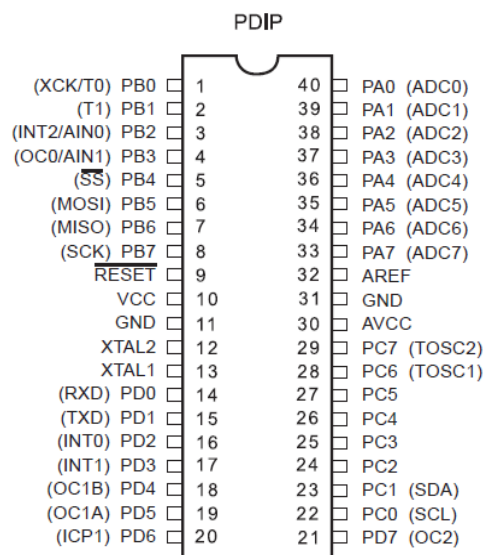 PDIP
(XCK/T0) PB0 1 40 PA0 (ADC0)
(T1) PB1 2 39 PA1 (ADC1)
(INT2/AIN0) PB2 3 38 PA2 (ADC2)
(OC0/AIN1) PB3 4 37 PA3 (ADC3)
(SS) PB4 5 36 PA4 (ADC4)
(MOSI) PB5 6 35 PA5 (ADC5)
(MISO) PB6 7 34 PA6 (ADC6)
(SCK) PB7 8 33 PA7 (ADC7)
RESET 9 32 AREF
VCC 10 31 GND
GND 11 30 AVCC
XTAL2 12 29 PC7 (TOSC2)
XTAL1 13 28 PC6 (TOSC1)
(RXD) PD0 14 27 PC5
(TXD) PD1 15 26 PC4
(INT0) PD2 16 25 PC3
(INT1) PD3 17 24 PC2
(OC1B) PD4 18 23 PC1 (SDA)
(OC1A) PD5 19 22 PC0 (SCL)
(ICP1) PD6 20 21 PD7 (OC2)